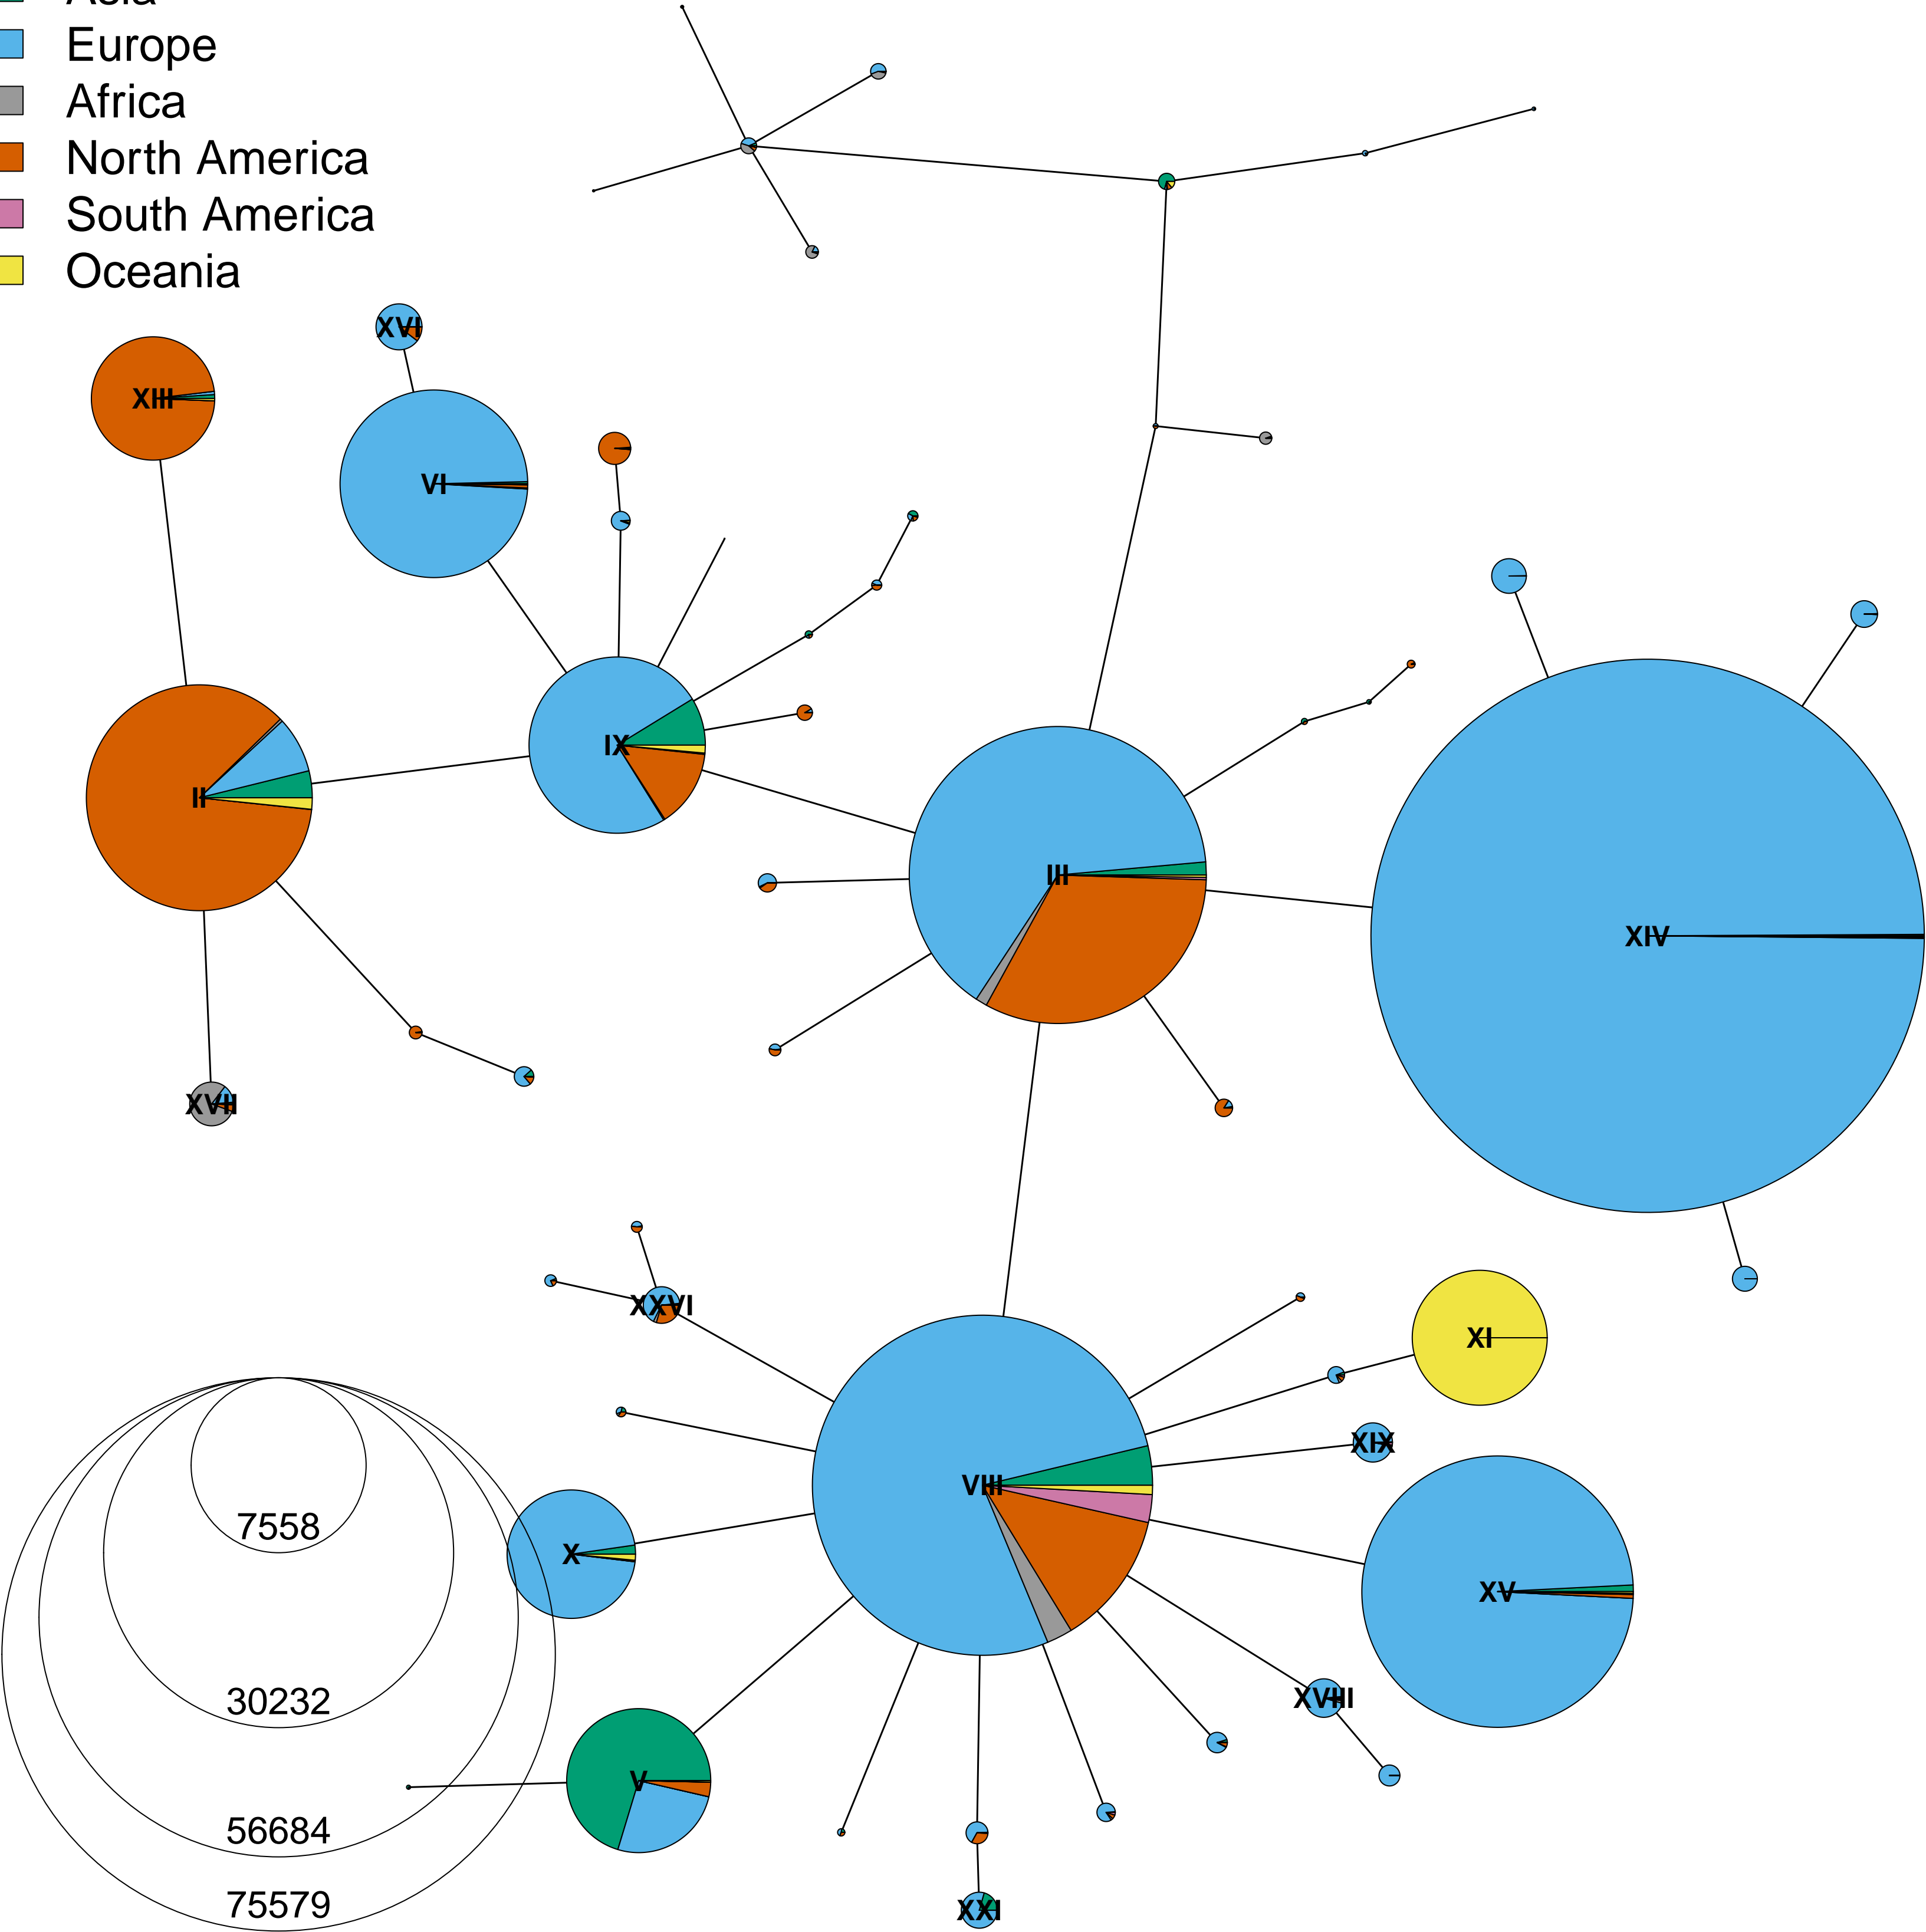 Asia
Europe
Africa
North America
South America
Oceania
XVI
XIII
VI
IX
II
III
XIV
XVII
XXVI
XI
XIX
VIII
7558
X
XV
30232
XVIII
V
56684
75579
XXI